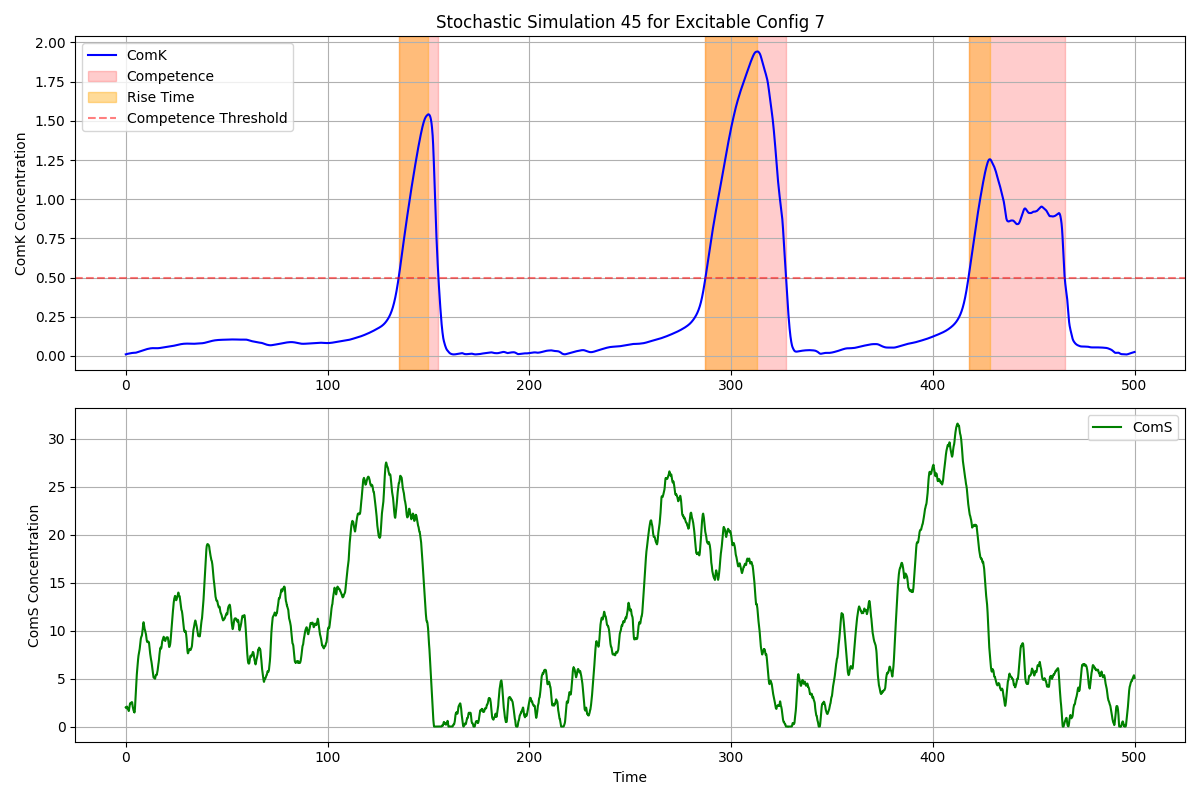 Stochastic Simulation 45 for Excitable Config 7
ComK Concentration
2.00
1.75
1.50
1.25
1.00
0.75
0.50
0.25
0.00
ComK
Competence
Rise Time
Competence Threshold
0 100 200 300 400 500
ComS Concentration
30
25
20
15
10
5
0
ComS
0 100 200 300 400 500
Time